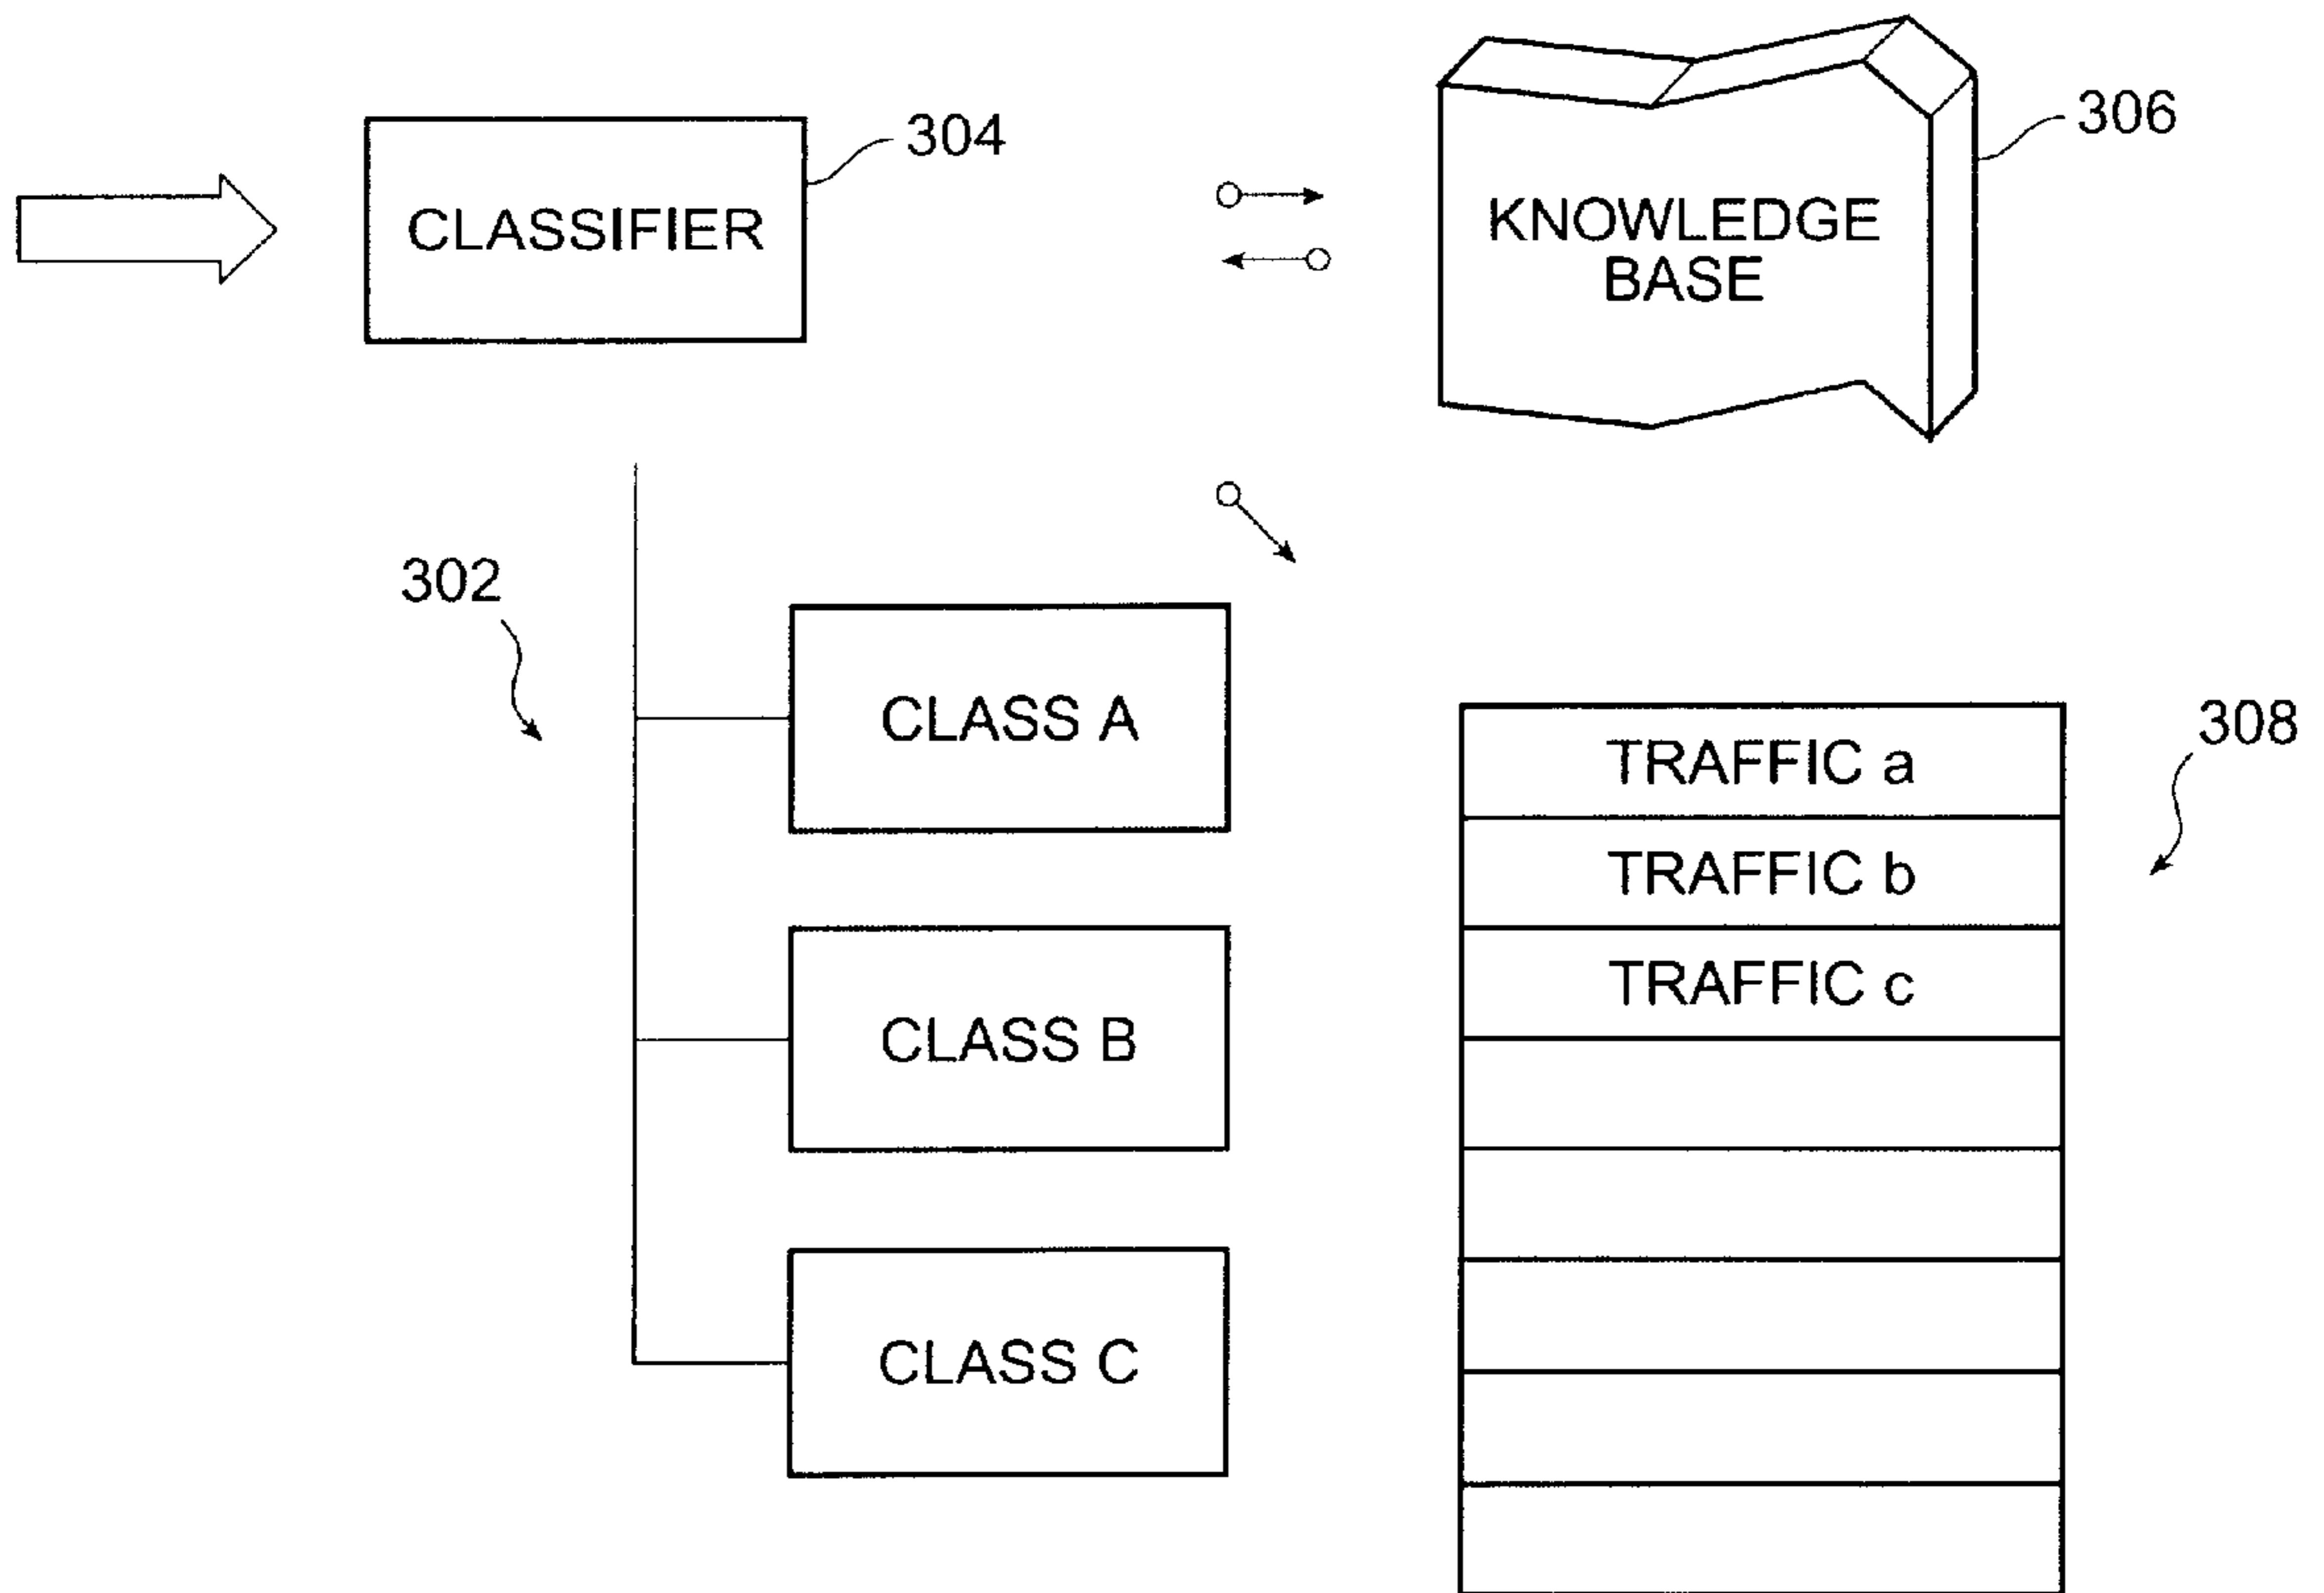 304
CLASSIFIER
306
KNOWLEDGE
BASE
302
CLASS A
CLASS B
CLASS C
308
TRAFFIC a
TRAFFIC b
TRAFFIC c